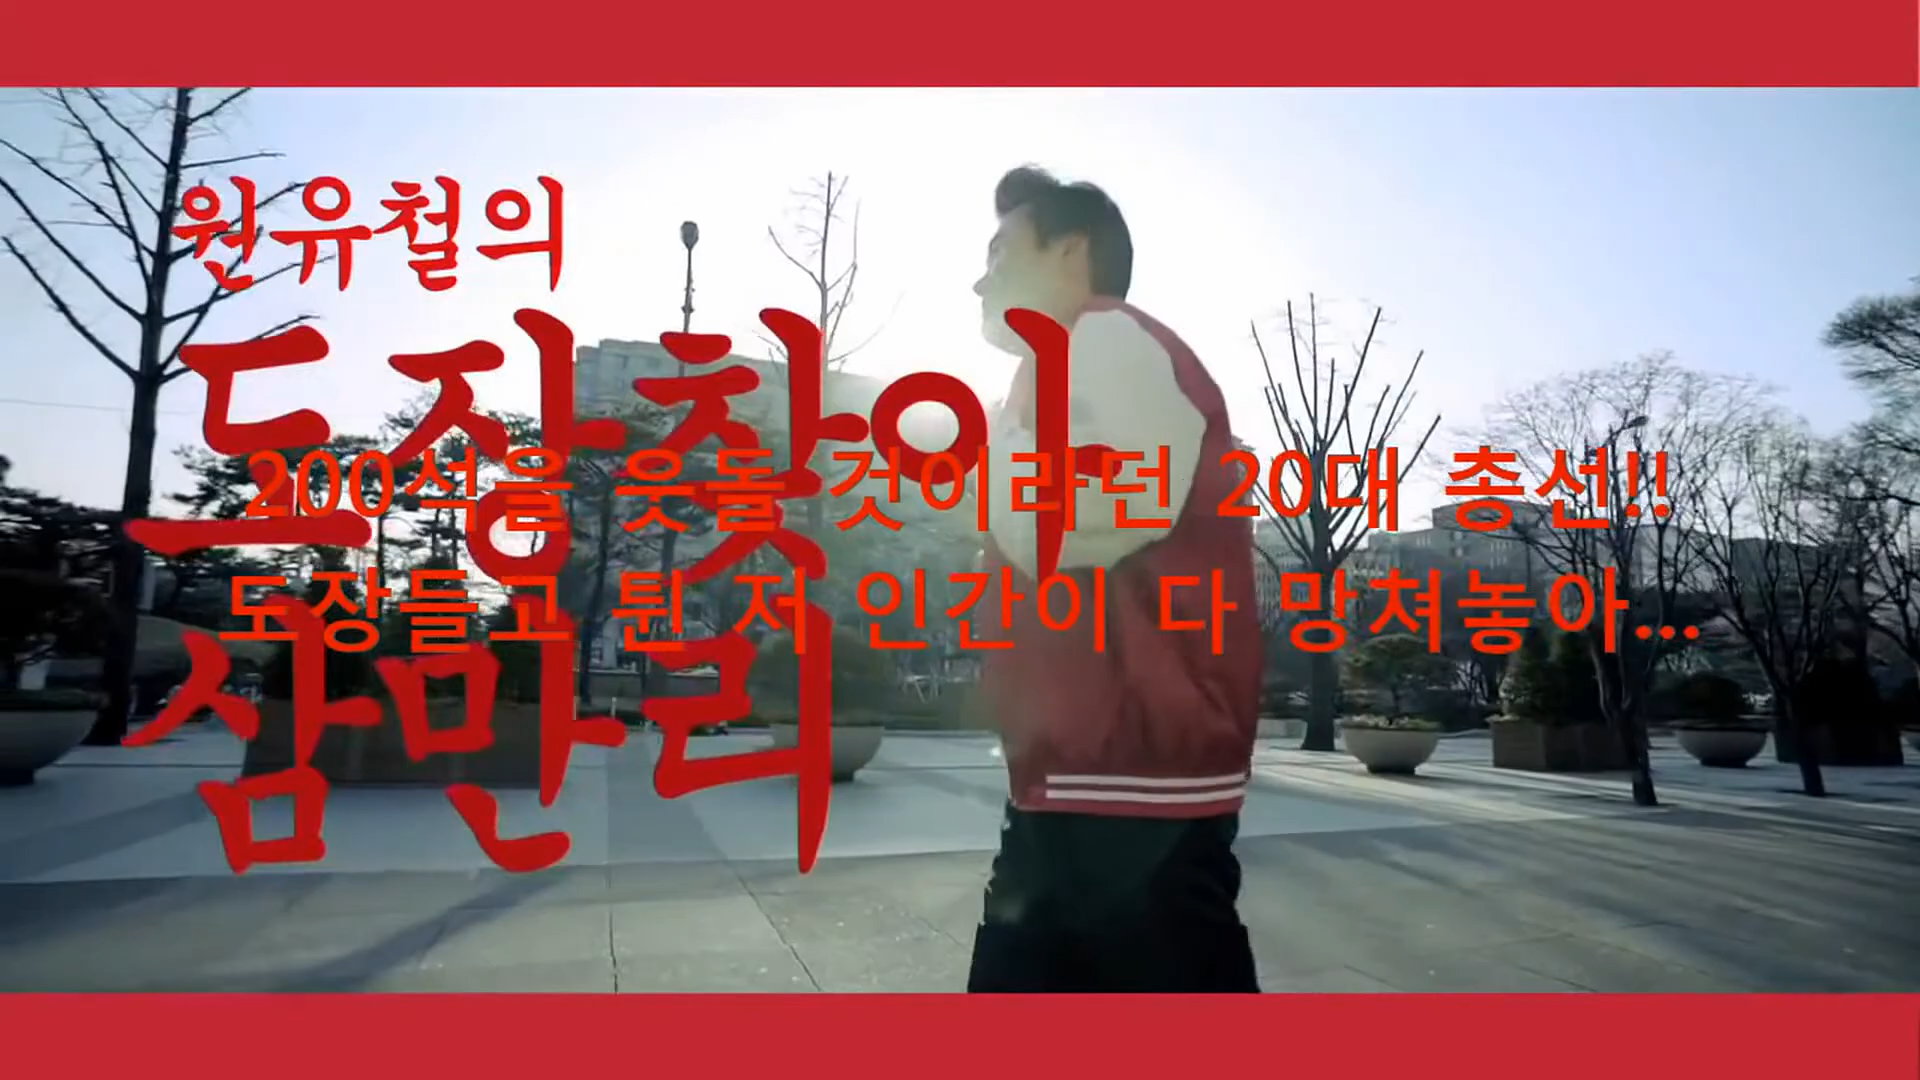 원유철의
도장찾아
삼만리
200석을 웃돌 것이라던 20대 총선!!
도장들고 튄 저 인간이 다 망쳐놓아...